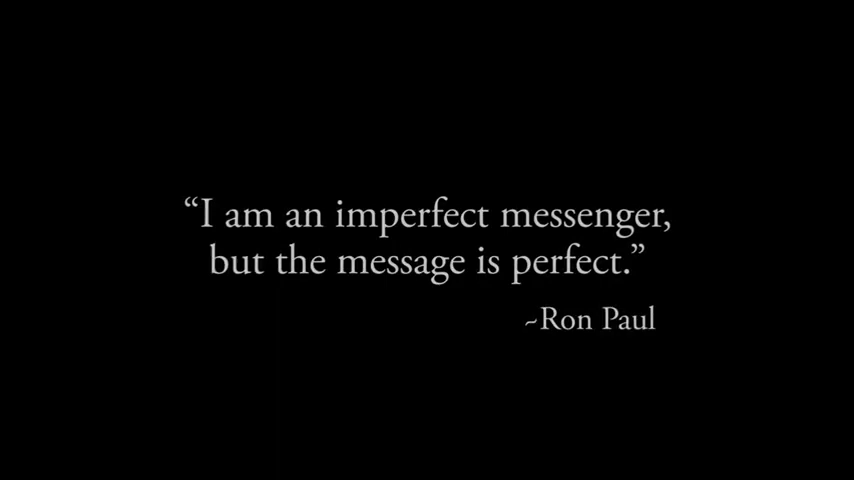 “I am an imperfect messenger,
but the message is perfect.”
~Ron Paul